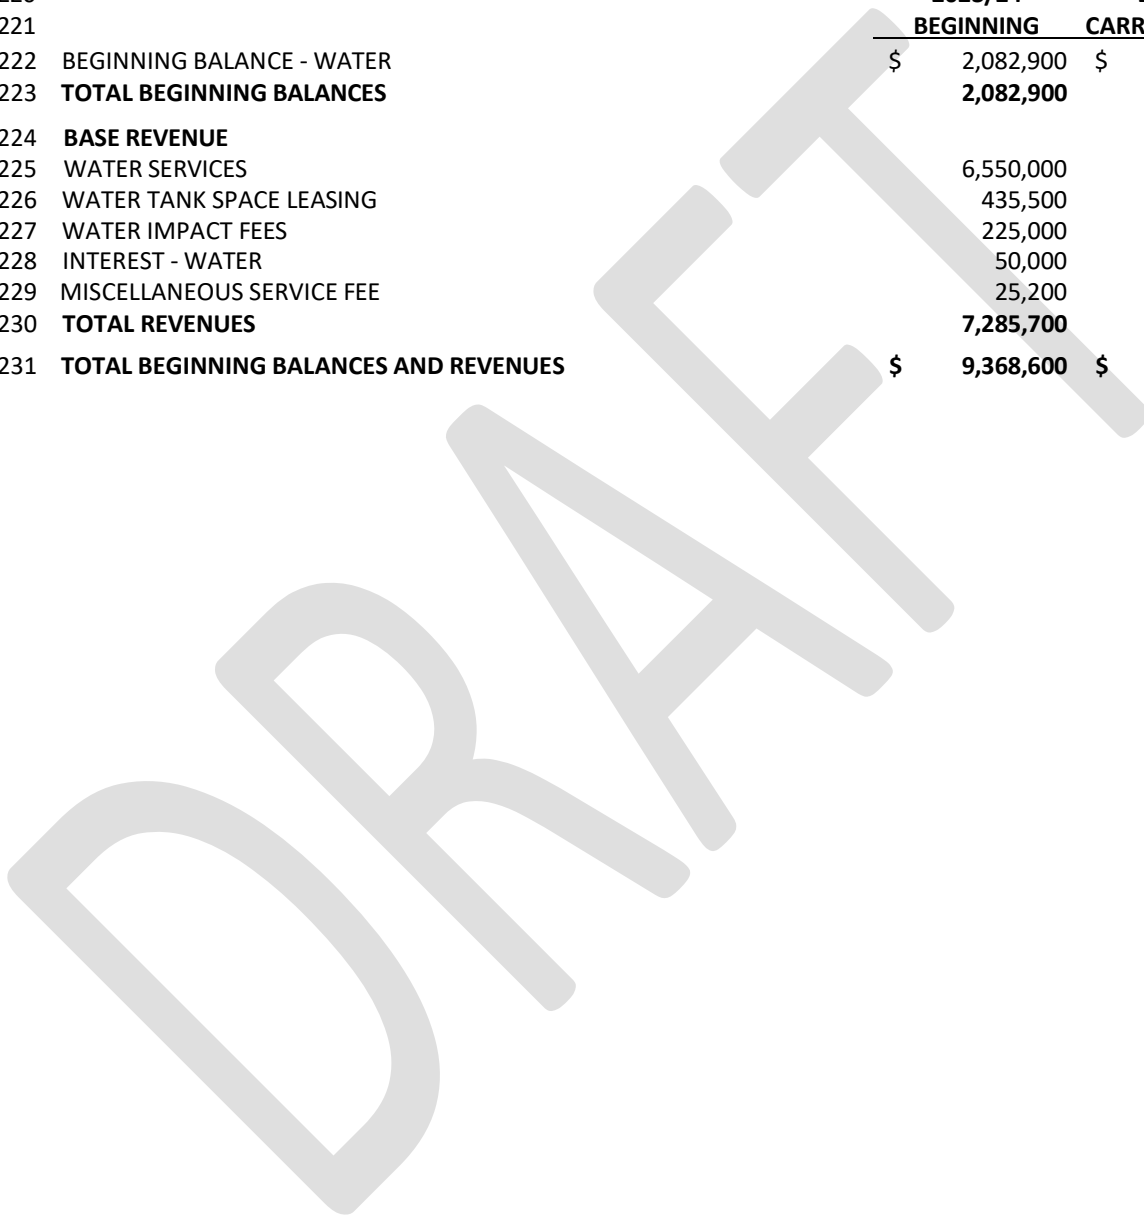 221 BEGINNING
222 BEGINNING BALANCE - WATER $ 2,082,900 $
223 TOTAL BEGINNING BALANCES 2,082,900
224 BASE REVENUE
225 WATER SERVICES 6,550,000
226 WATER TANK SPACE LEASING 435,500
227 WATER IMPACT FEES 225,000
228 INTEREST - WATER 50,000
229 MISCELLANEOUS SERVICE FEE 25,200
230 TOTAL REVENUES 7,285,700
231 TOTAL BEGINNING BALANCES AND REVENUES $ 9,368,600 $
DRAFT